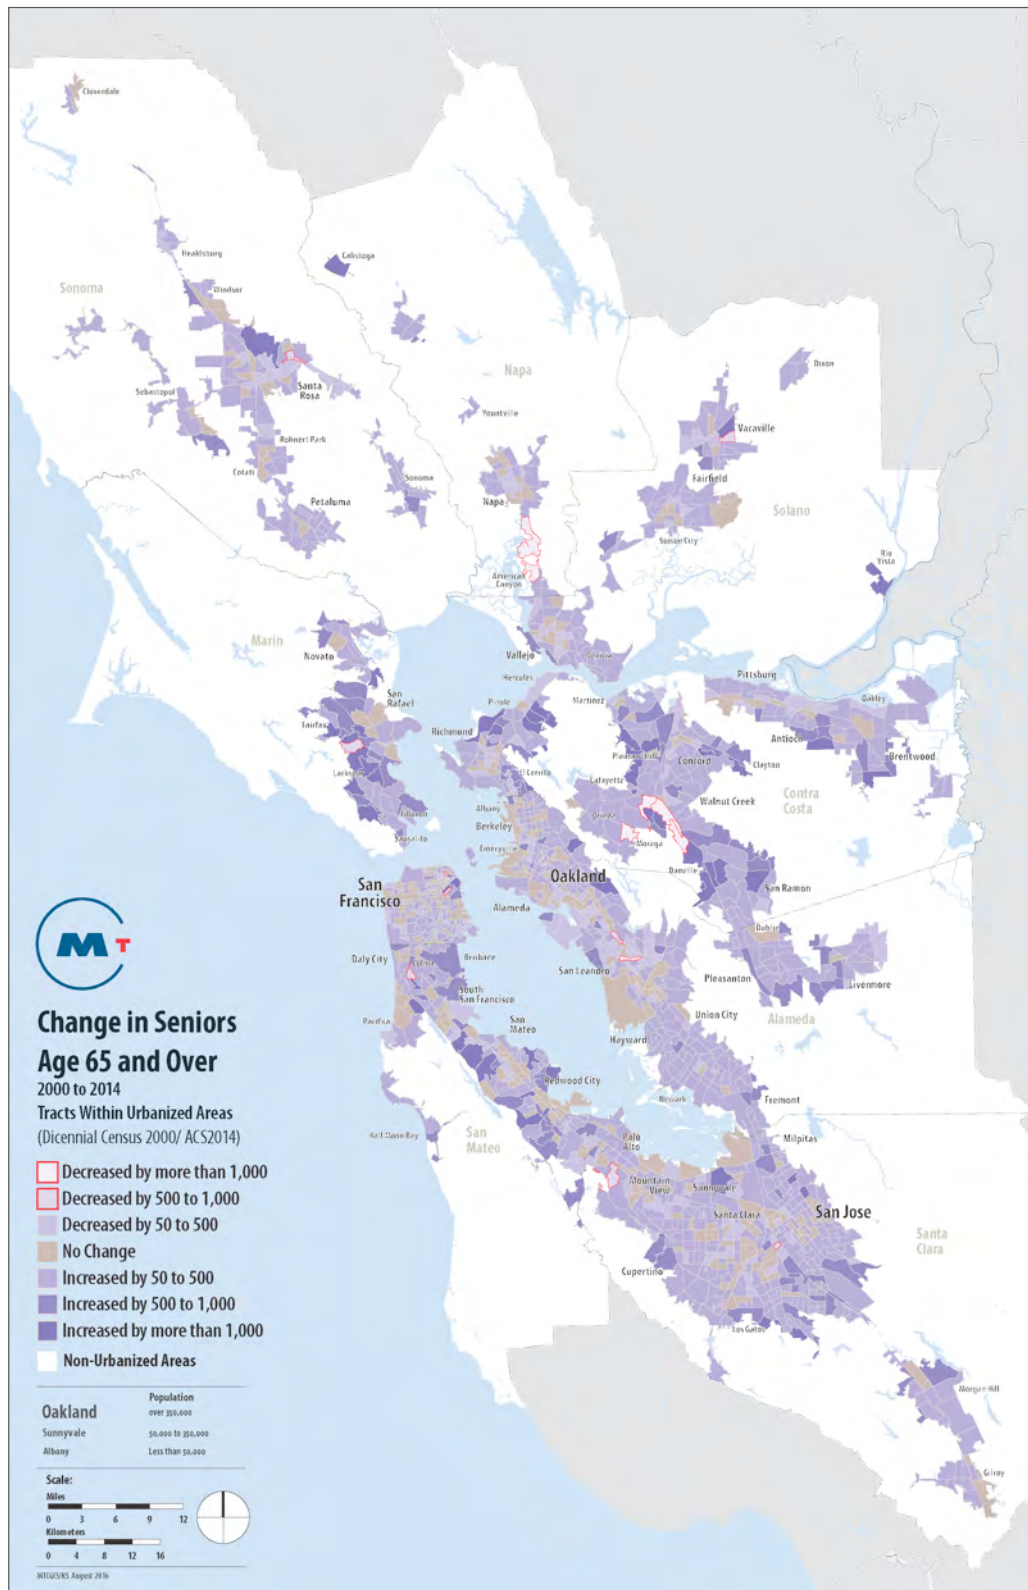 Cloverdale
Healdsburg
Calistoga
Windsor
Sonoma
Napa
Dixon
Santa
Rosa
Sebastopol
Yountville
Vacaville
Rohnert Park
Cotati
Sonoma
Fairfield
Petaluma
Napa
Solano
Suisun City
Rio
Vista
American
Canyon
Marin
Novato
Vallejo
Benicia
Hercules
Pittsburg
San
Rafael
Pinole
Martinez
Oakley
Fairfax
Richmond
Antioch
Pleasant Hill
Concord
Clayton
Brentwood
Larkspur
El Cerrito
Lafayette
Contra
Costa
Albany
Walnut Creek
Tiburon
Berkeley
Orinda
Sausalito
Emeryville
Moraga
Danville
San
Francisco
Oakland
San Ramon
Alameda
Dublin
Daly City
Colma
Brisbane
San Leandro
Pleasanton
Livermore
South
San Francisco
Pacifica
San
Mateo
Union City
Alameda
Hayward
Redwood City
Newark
Fremont
Half Moon Bay
San
Mateo
Palo
Alto
Milpitas
Mountain
View
Sunnyvale
Santa Clara
San Jose
Santa
Clara
Cupertino
Los Gatos
Morgan Hill
Gilroy
M T
Change in Seniors
Age 65 and Over
2000 to 2014
Tracts Within Urbanized Areas
(Dicennial Census 2000/ ACS2014)
Decreased by more than 1,000
Decreased by 500 to 1,000
Decreased by 50 to 500
No Change
Increased by 50 to 500
Increased by 500 to 1,000
Increased by more than 1,000
Non-Urbanized Areas
Population
Oakland over 350,000
Sunnyvale 50,000 to 350,000
Albany Less than 50,000
Scale:
Miles
0 3 6 9 12
Kilometers
0 4 8 12 16
MTCGIS/KS August 2016